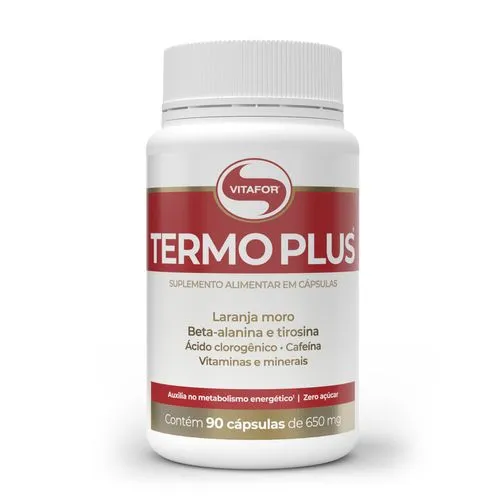 VITAFOR®
TERMO PLUS
SUPLEMENTO ALIMENTAR EM CÁPSULAS
Laranja moro
Beta-alanina e tirosina
Ácido clorogênico • Cafeína
Vitaminas e minerais
Auxilia no metabolismo energético¹ | Zero açúcar
Contém 90 cápsulas de 650 mg